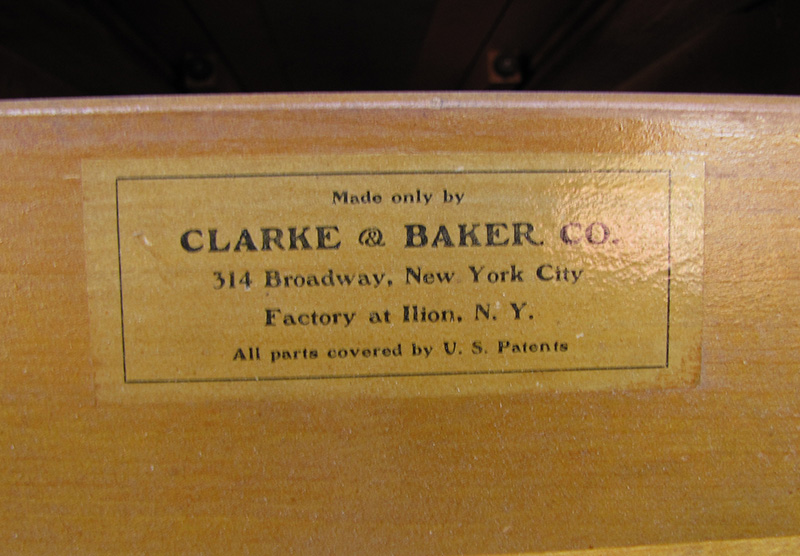 Made only by
CLARKE & BAKER CO.
314 Broadway, New York City
Factory at Ilion, N. Y.
All parts covered by U. S. Patents